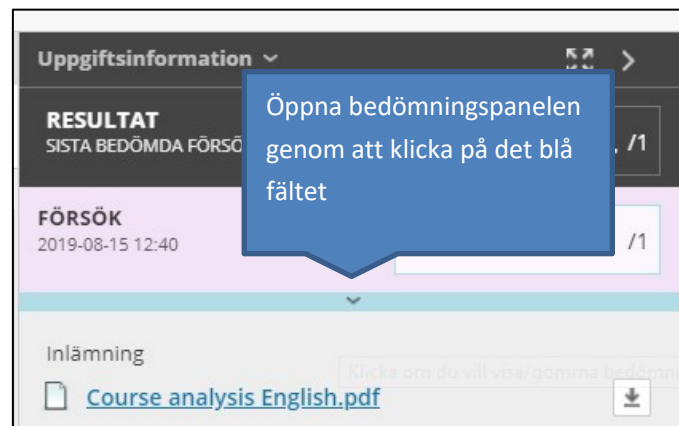 Uppgiftsinformation
RESULTAT
SISTA BEDÖMDA FÖRSÖ
/1
Öppna bedömningspanelen
genom att klicka på det blå
fältet
FÖRSÖK
2019-08-15 12:40
/1
Inlämning
Klicka om du vill visa/gömma bedömn
Course analysis English.pdf